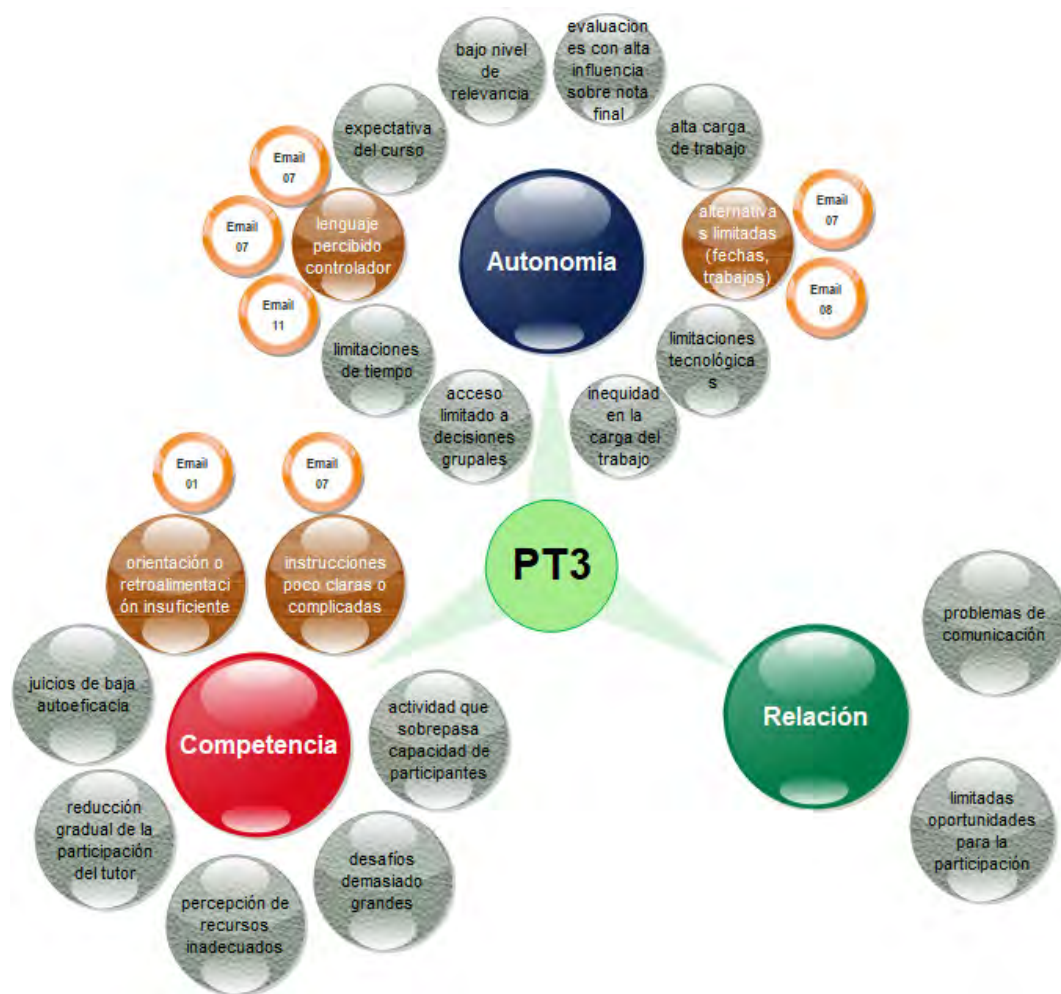 bajo nivel
de
relevancia
evaluacion
es con alta
influencia
sobre nota
final
expectativa
del curso
alta carga
de trabajo
Email
07
Email
07
Email
11
lenguaje
percibido
controlador
Autonomía
alternativa
s limitadas
(fechas,
trabajos)
Email
07
Email
08
limitaciones
de tiempo
limitaciones
tecnológica
s
acceso
limitado a
decisiones
grupales
inequidad
en la
carga del
trabajo
Email
01
Email
07
orientación o
retroalimentaci
ón insuficiente
instrucciones
poco claras o
complicadas
PT3
problemas de
comunicación
juicios de baja
autoeficacia
Competencia
actividad que
sobrepasa
capacidad de
participantes
Relación
reducción
gradual de la
participación
del tutor
percepción de
recursos
inadecuados
desafíos
demasiado
grandes
limitadas
oportunidades
para la
participación